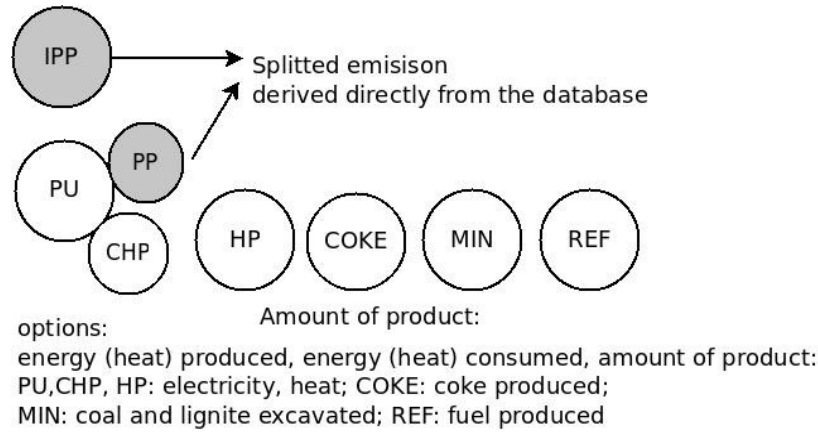 IPP
Splitted emisison
derived directly from the database
PP
PU
CHP
HP
COKE
MIN
REF
Amount of product:
options:
energy (heat) produced, energy (heat) consumed, amount of product:
PU,CHP, HP: electricity, heat; COKE: coke produced;
MIN: coal and lignite excavated; REF: fuel produced